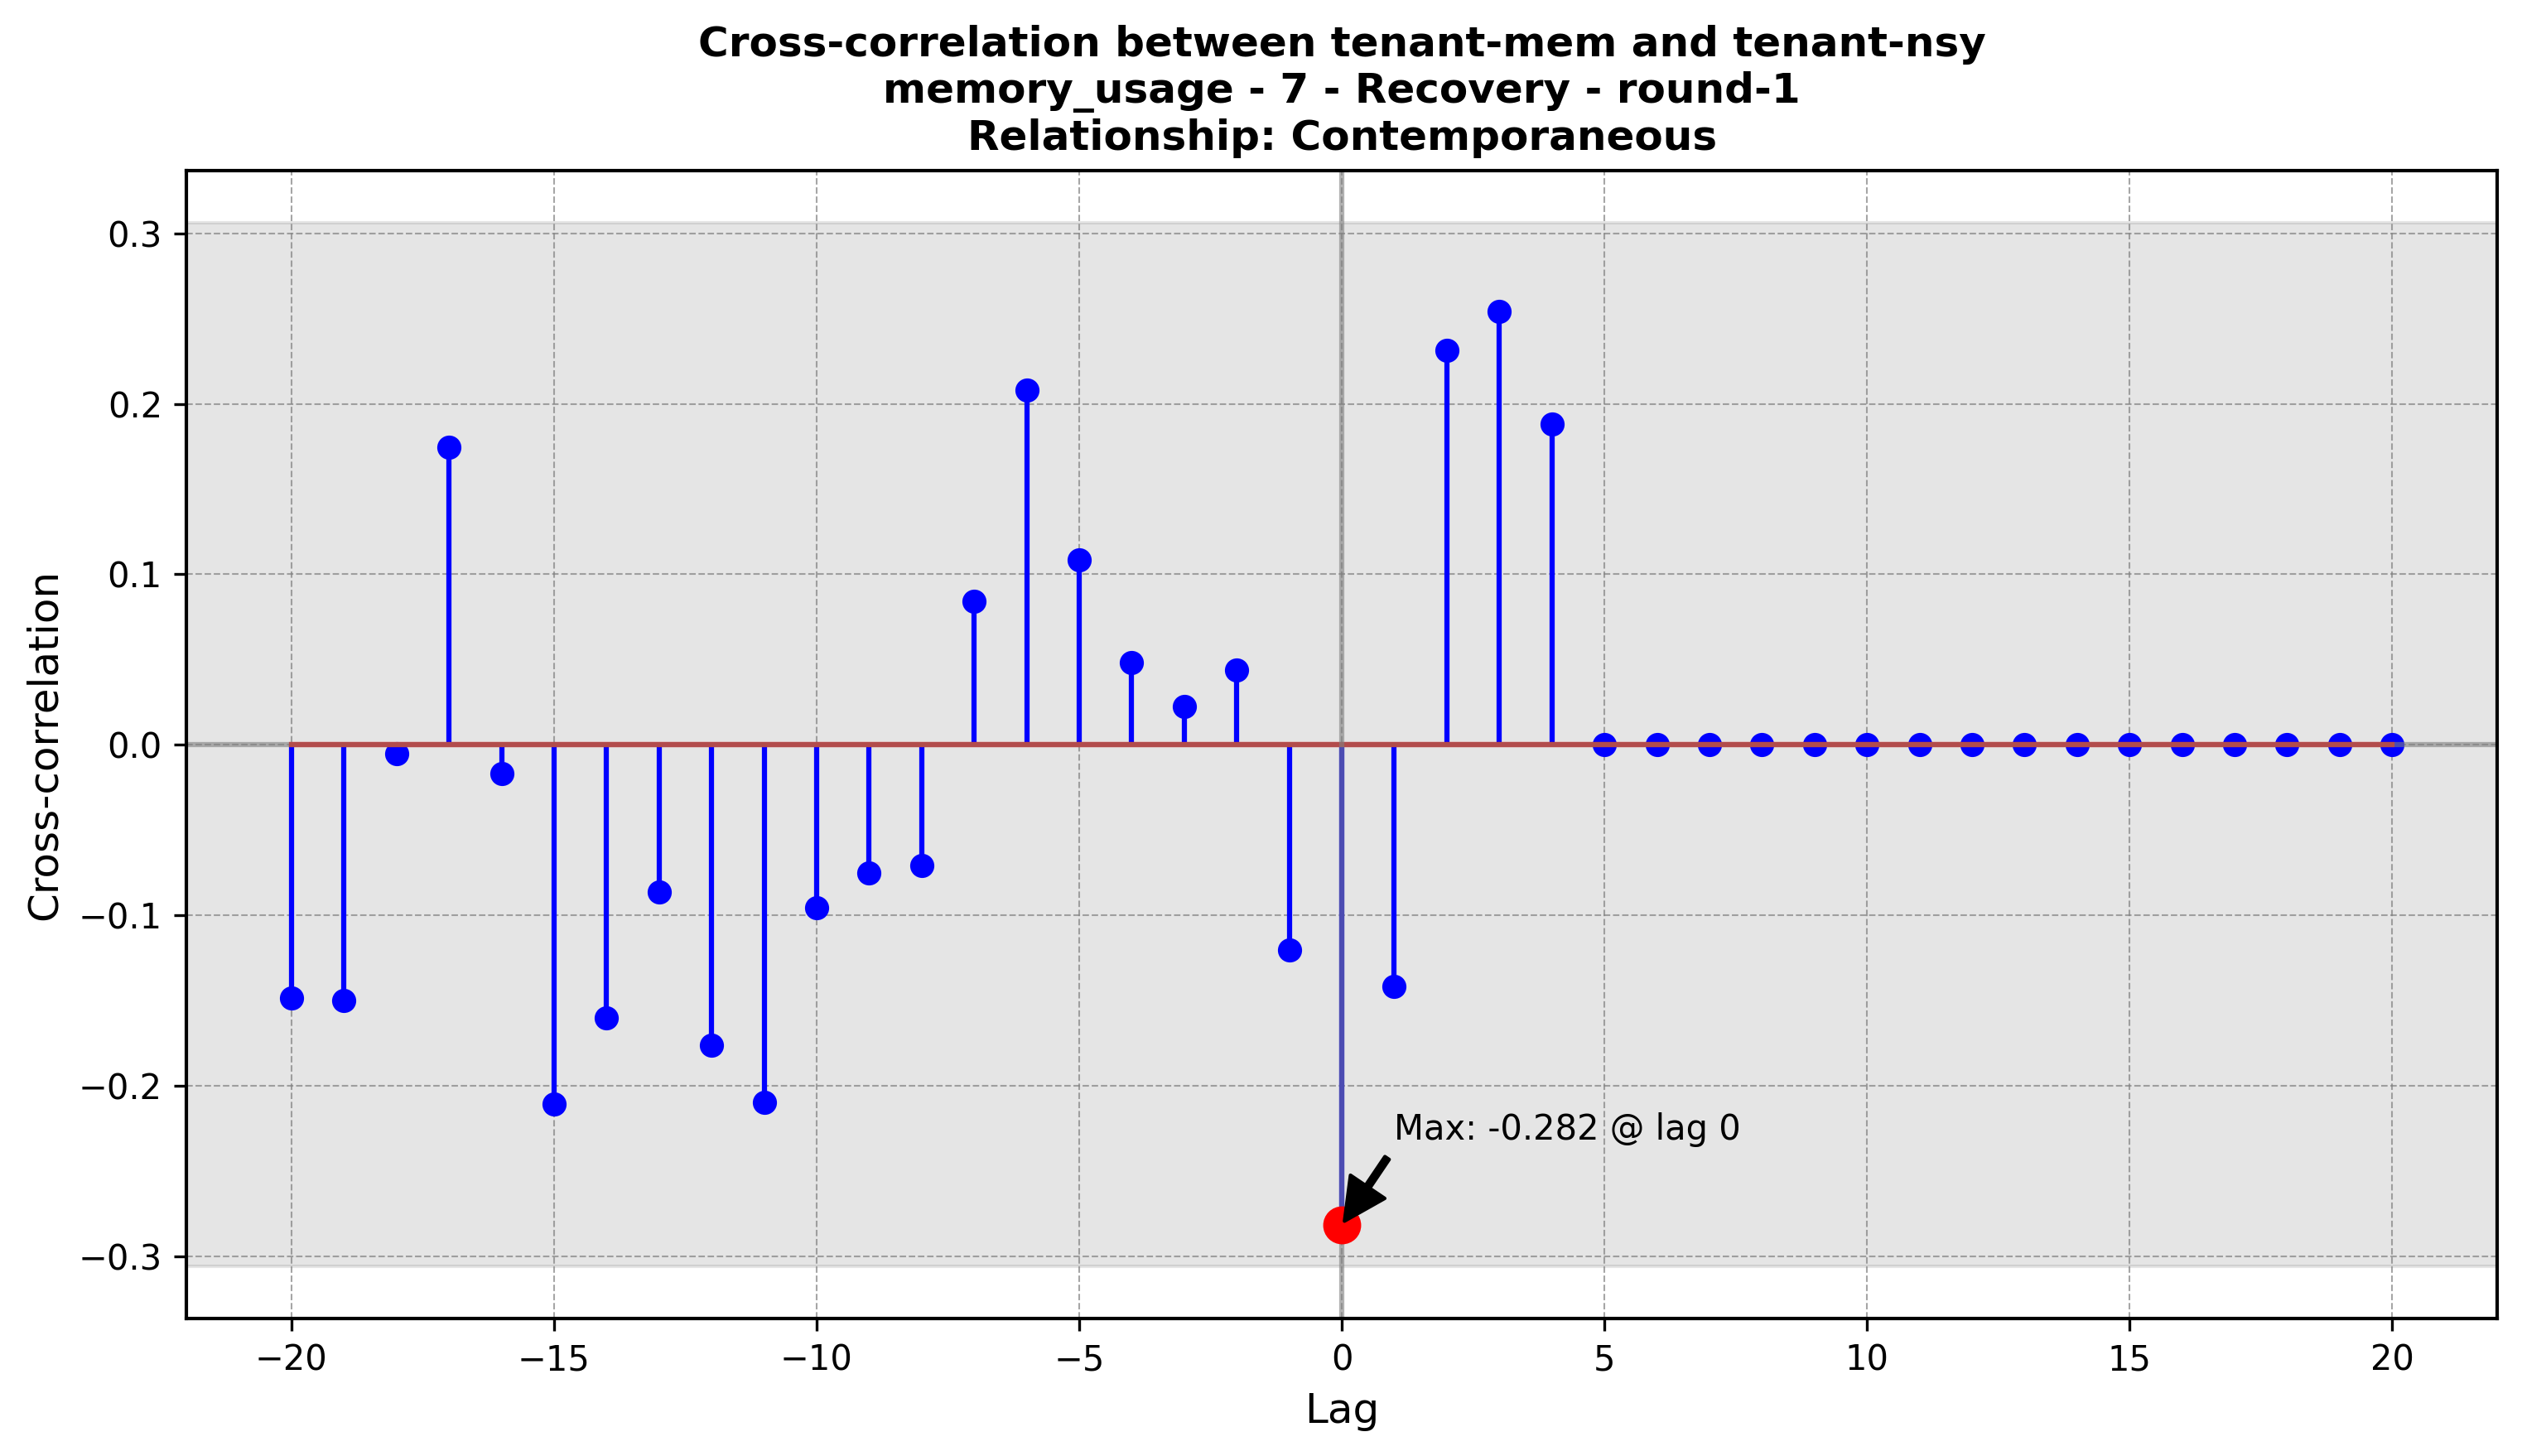 Cross-correlation between tenant-mem and tenant-nsy
memory_usage - 7 - Recovery - round-1
Relationship: Contemporaneous
Cross-correlation
0.3
0.2
0.1
0.0
−0.1
−0.2
−0.3
Max: -0.282 @ lag 0
−20 −15 −10 −5 0 5 10 15 20
Lag